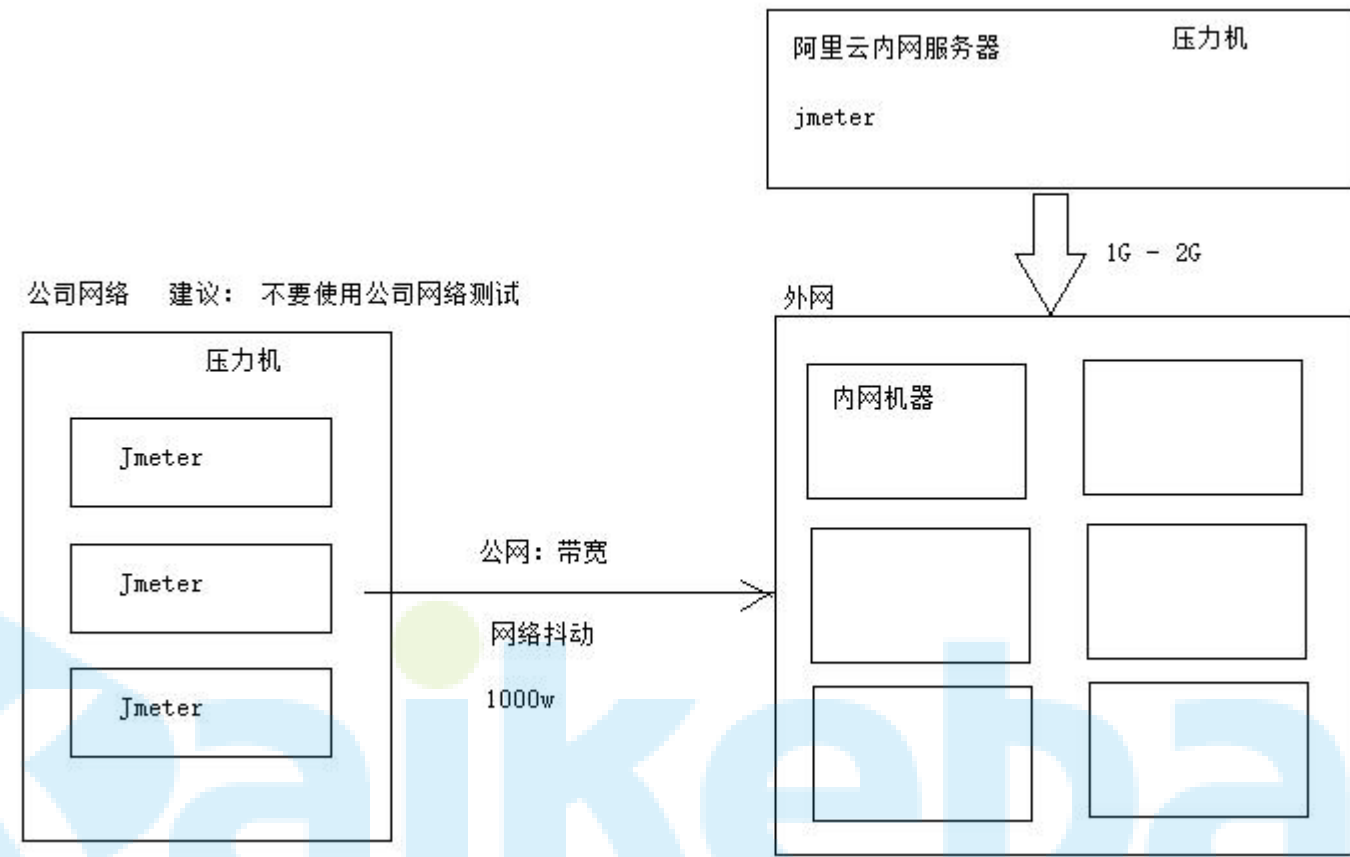 阿里云内网服务器 压力机
jmeter
1G - 2G
公司网络 建议： 不要使用公司网络测试
外网
压力机
Jmeter
Jmeter
Jmeter
公网：带宽
网络抖动
1000w
内网机器
aikeba